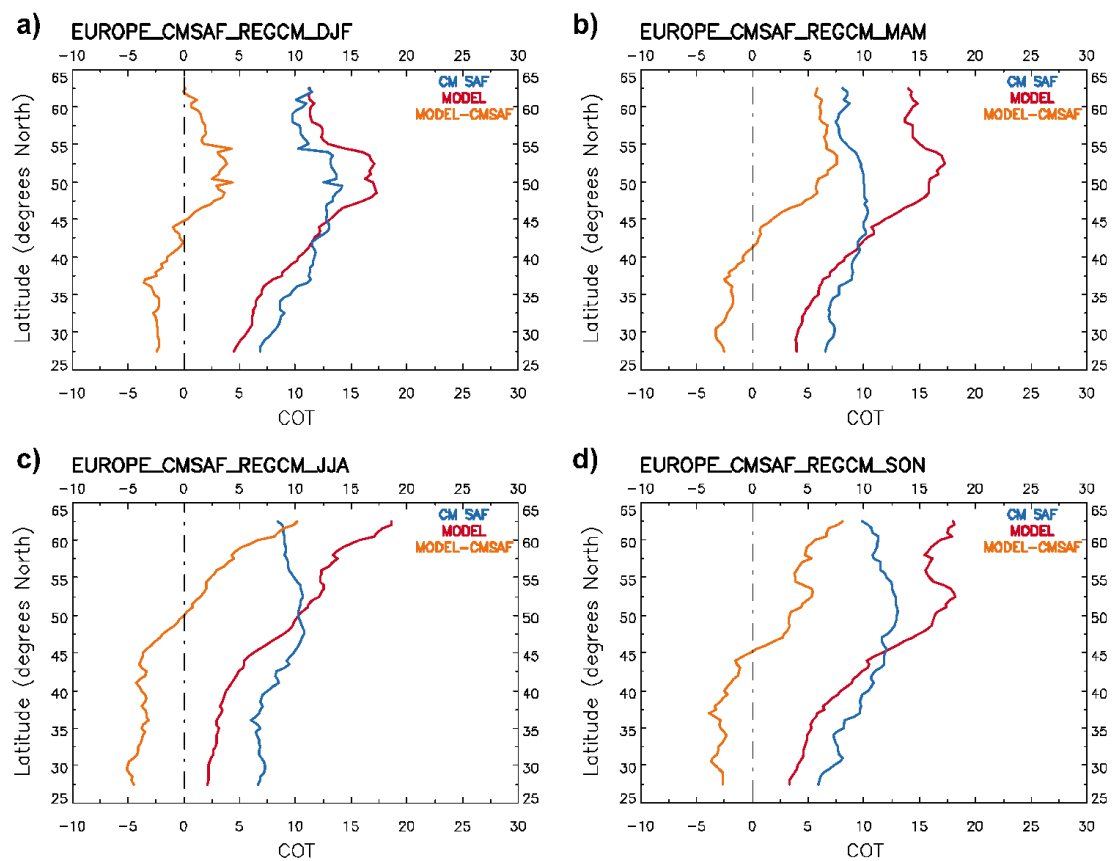 a) EUROPE_CMSAF_REGCM_DJF
-10 -5 0 5 10 15 20 25 30
CM SAF
MODEL
MODEL-CMSAF
Latitude (degrees North)
65 65
60 60
55 55
50 50
45 45
40 40
35 35
30 30
25 25
-10 -5 0 5 10 15 20 25 30
COT
b) EUROPE_CMSAF_REGCM_MAM
-10 -5 0 5 10 15 20 25 30
CM SAF
MODEL
MODEL-CMSAF
Latitude (degrees North)
65 65
60 60
55 55
50 50
45 45
40 40
35 35
30 30
25 25
-10 -5 0 5 10 15 20 25 30
COT
c) EUROPE_CMSAF_REGCM_JJA
-10 -5 0 5 10 15 20 25 30
CM SAF
MODEL
MODEL-CMSAF
Latitude (degrees North)
65 65
60 60
55 55
50 50
45 45
40 40
35 35
30 30
25 25
-10 -5 0 5 10 15 20 25 30
COT
d) EUROPE_CMSAF_REGCM_SON
-10 -5 0 5 10 15 20 25 30
CM SAF
MODEL
MODEL-CMSAF
Latitude (degrees North)
65 65
60 60
55 55
50 50
45 45
40 40
35 35
30 30
25 25
-10 -5 0 5 10 15 20 25 30
COT